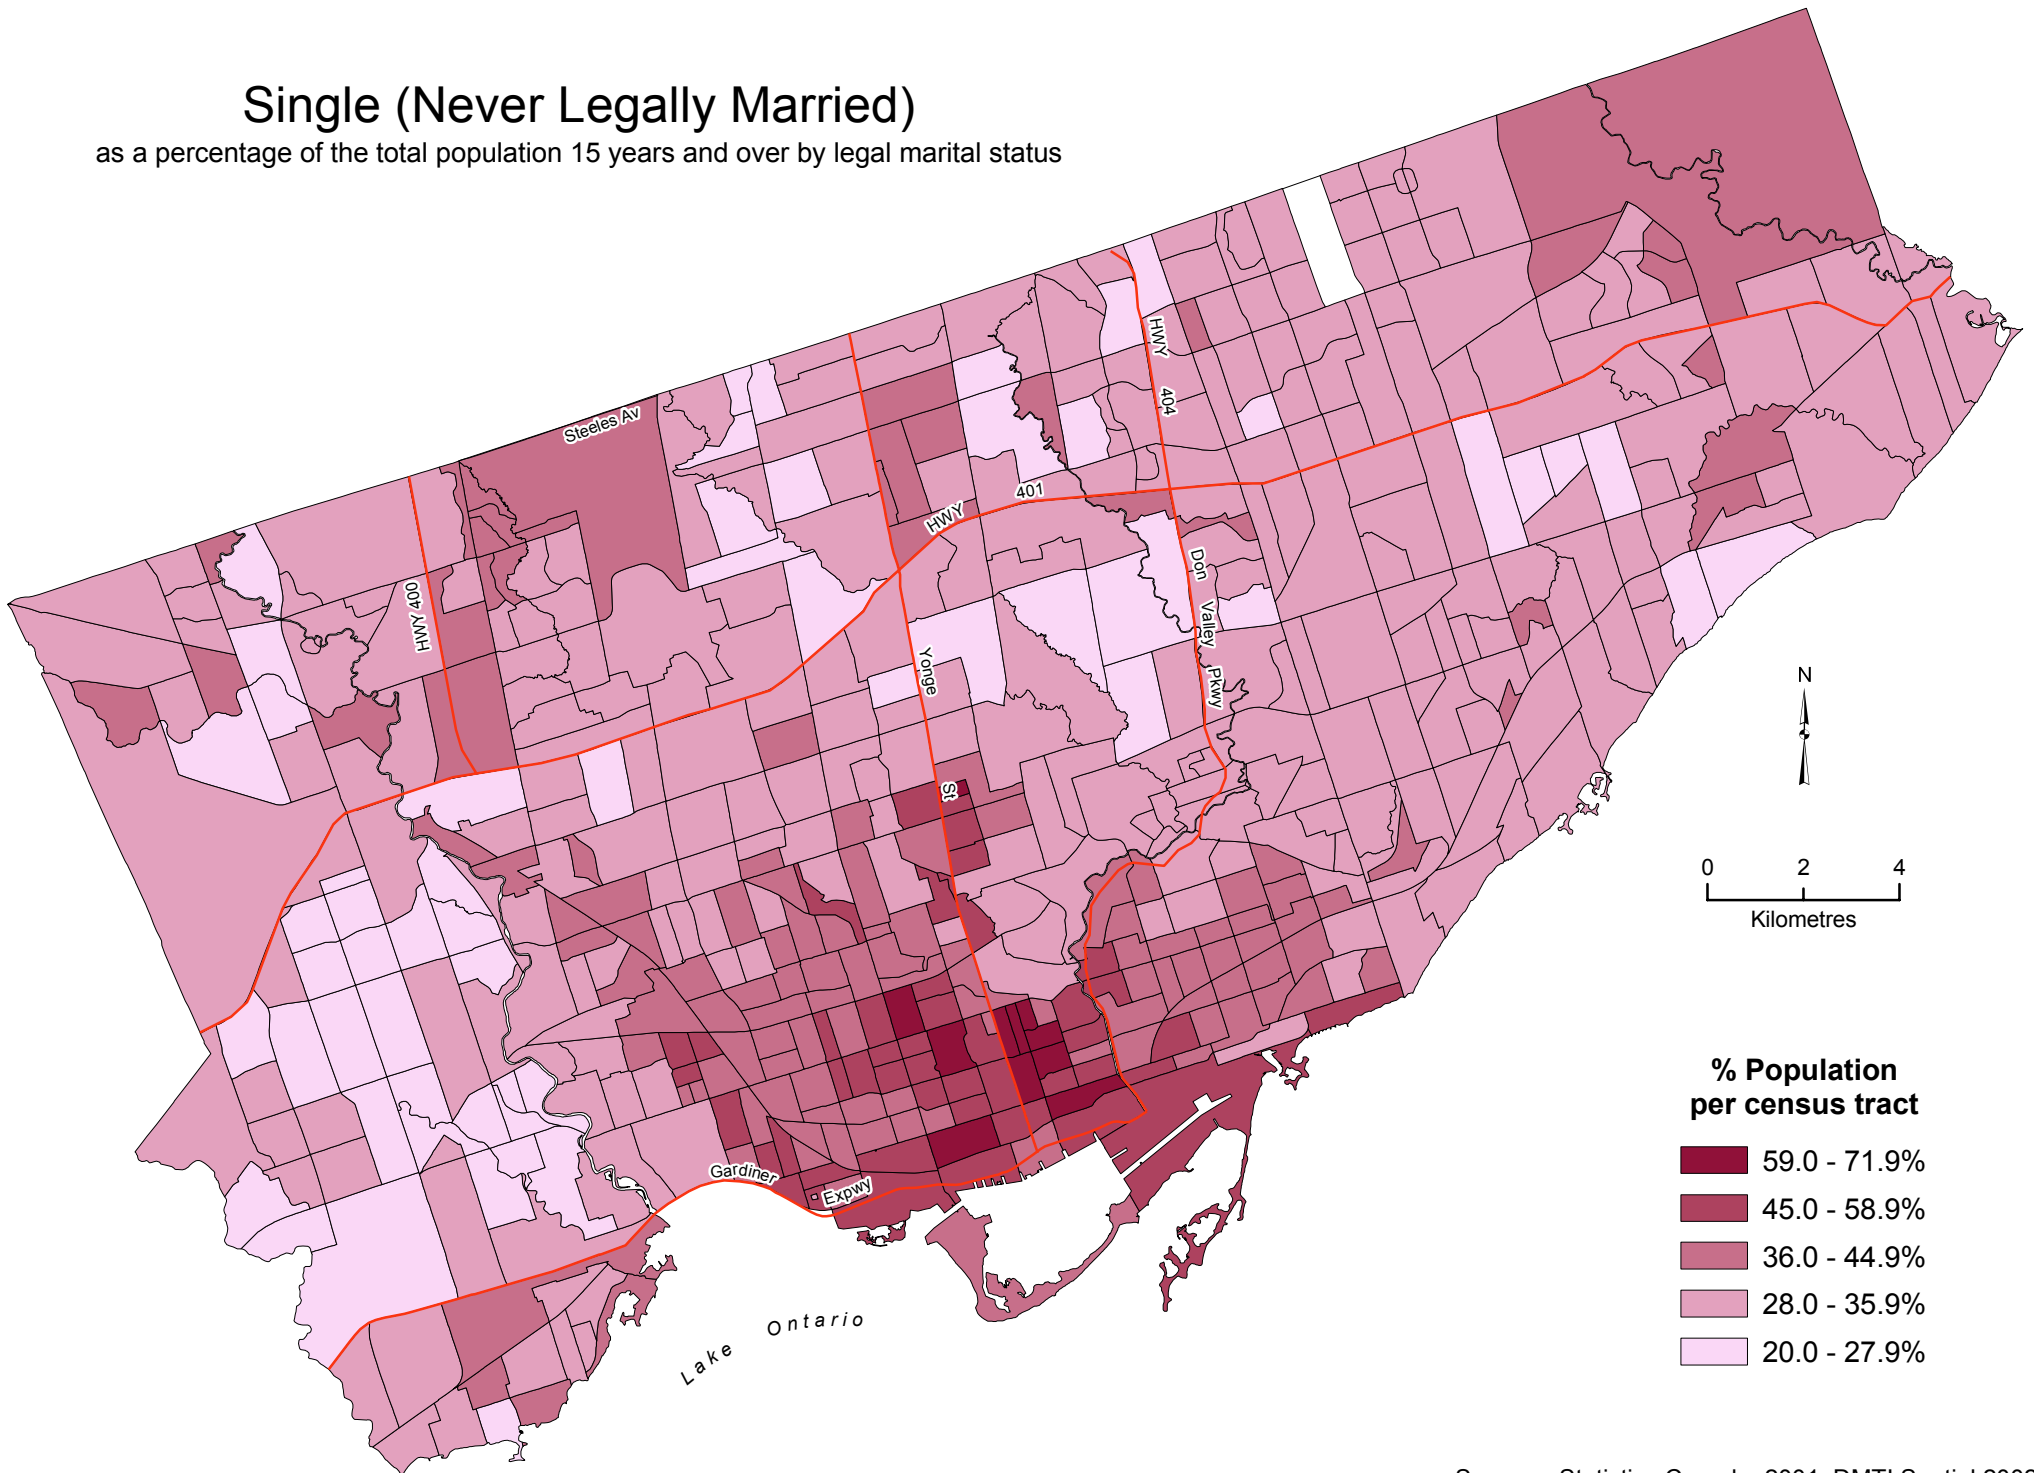 Single (Never Legally Married)
as a percentage of the total population 15 years and over by legal marital status
Steeles Av
HWY 400
HWY
404
HWY
401
Don
Valley
Pkwy
Yonge
St
Gardiner
Expwy
Lake Ontario
N
0 2 4
Kilometres
% Population
per census tract
59.0 - 71.9%
45.0 - 58.9%
36.0 - 44.9%
28.0 - 35.9%
20.0 - 27.9%